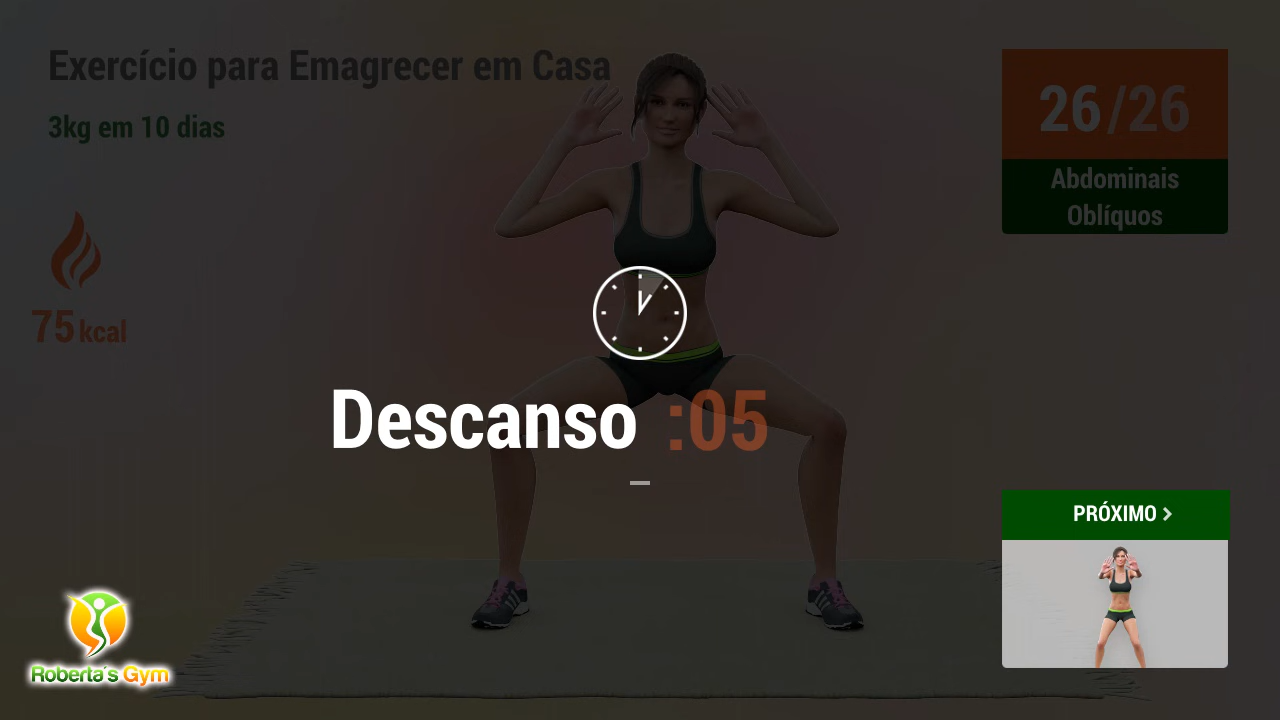 Exercício para Emagrecer em Casa
3kg em 10 dias
26/26
Abdominais
Oblíquos
75 kcal
Descanso :05
PRÓXIMO >
Roberta's Gym